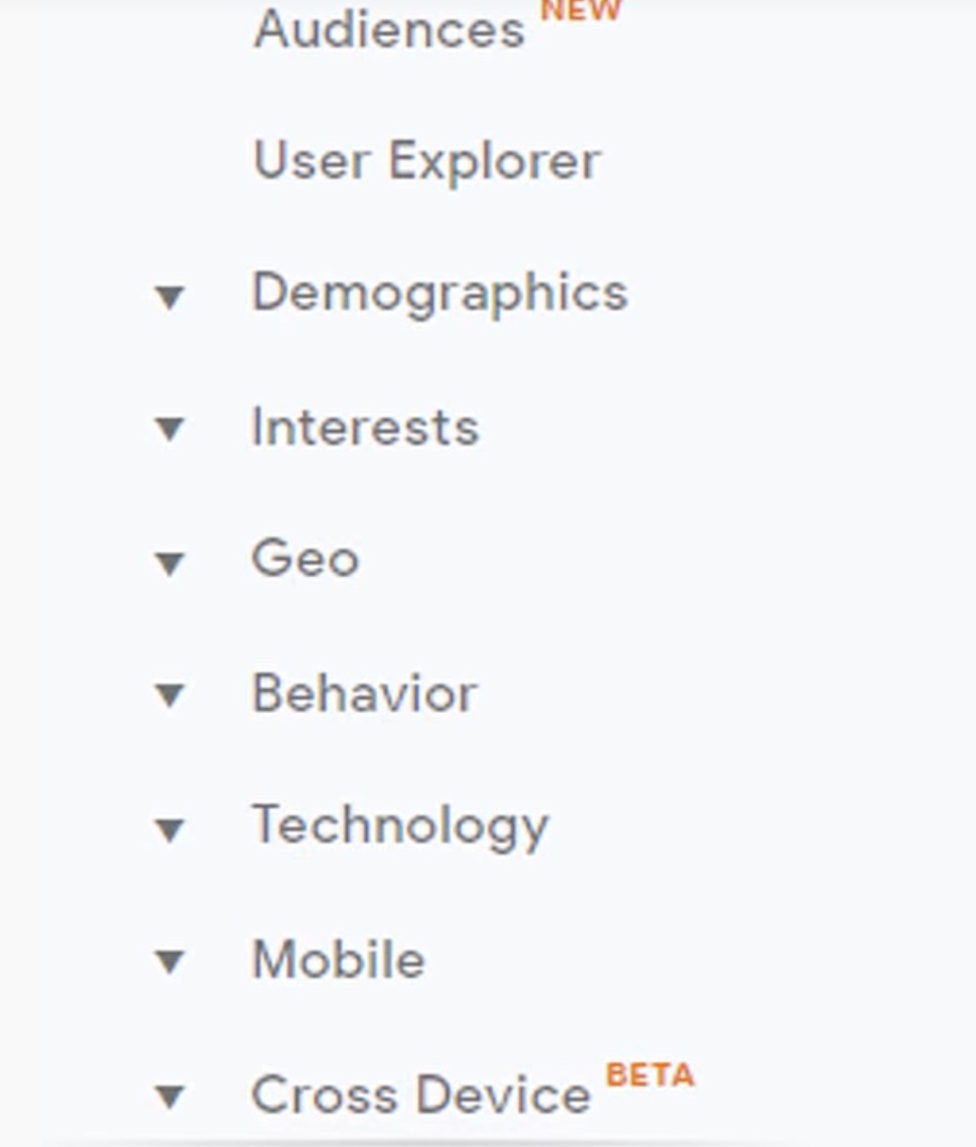 Audiences NEW
User Explorer
Demographics
Interests
Geo
Behavior
Technology
Mobile
Cross Device BETA